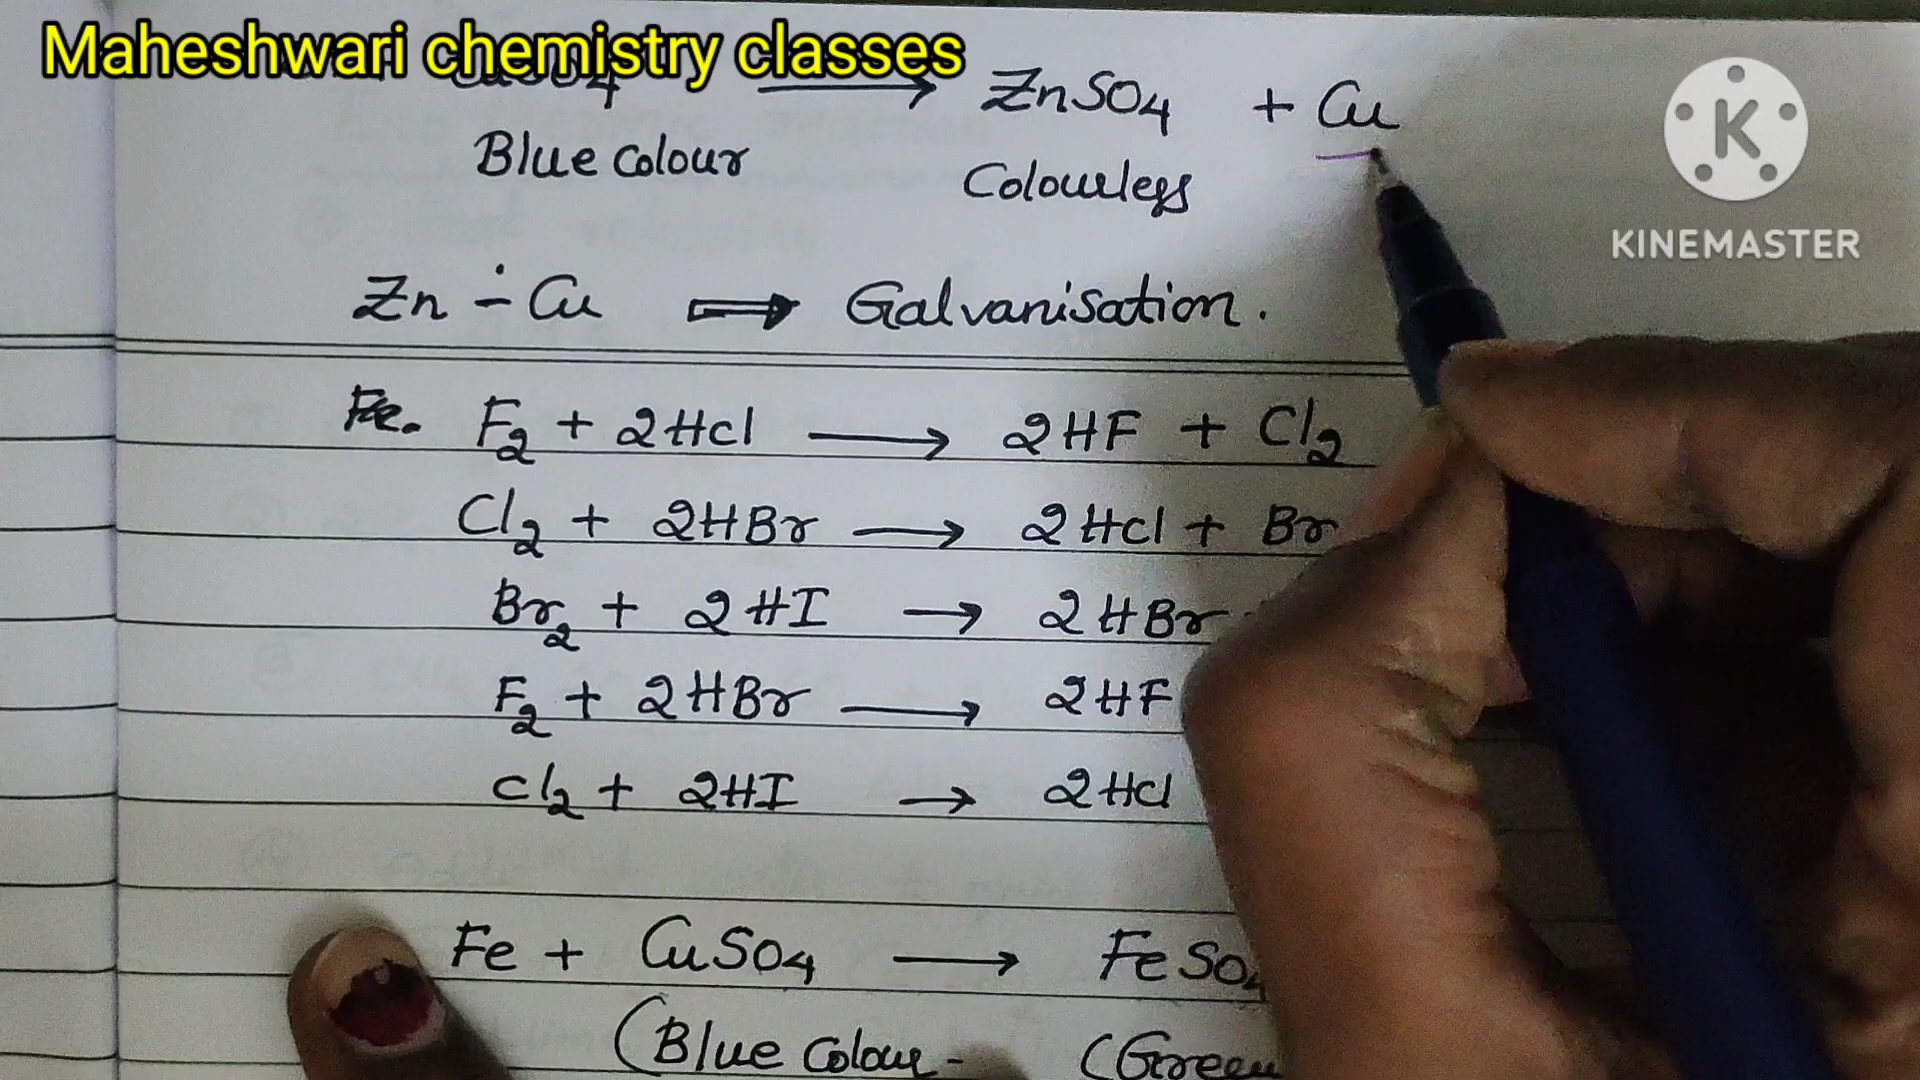 Maheshwari chemistry classes
CuSO4 ⟶ ZnSO4 + Cu
Blue Colour Colourless
KINEMASTER
Zn ∸ Cu ⇒ Galvanisation.
Fe. F2 + 2HCl ⟶ 2HF + Cl2
Cl2 + 2HBr ⟶ 2HCl + Br
Br2 + 2HI → 2HBr
F2 + 2HBr ⟶ 2HF
Cl2 + 2HI → 2HCl
Fe + CuSO4 ⟶ FeSO4
(Blue Colour - (Green